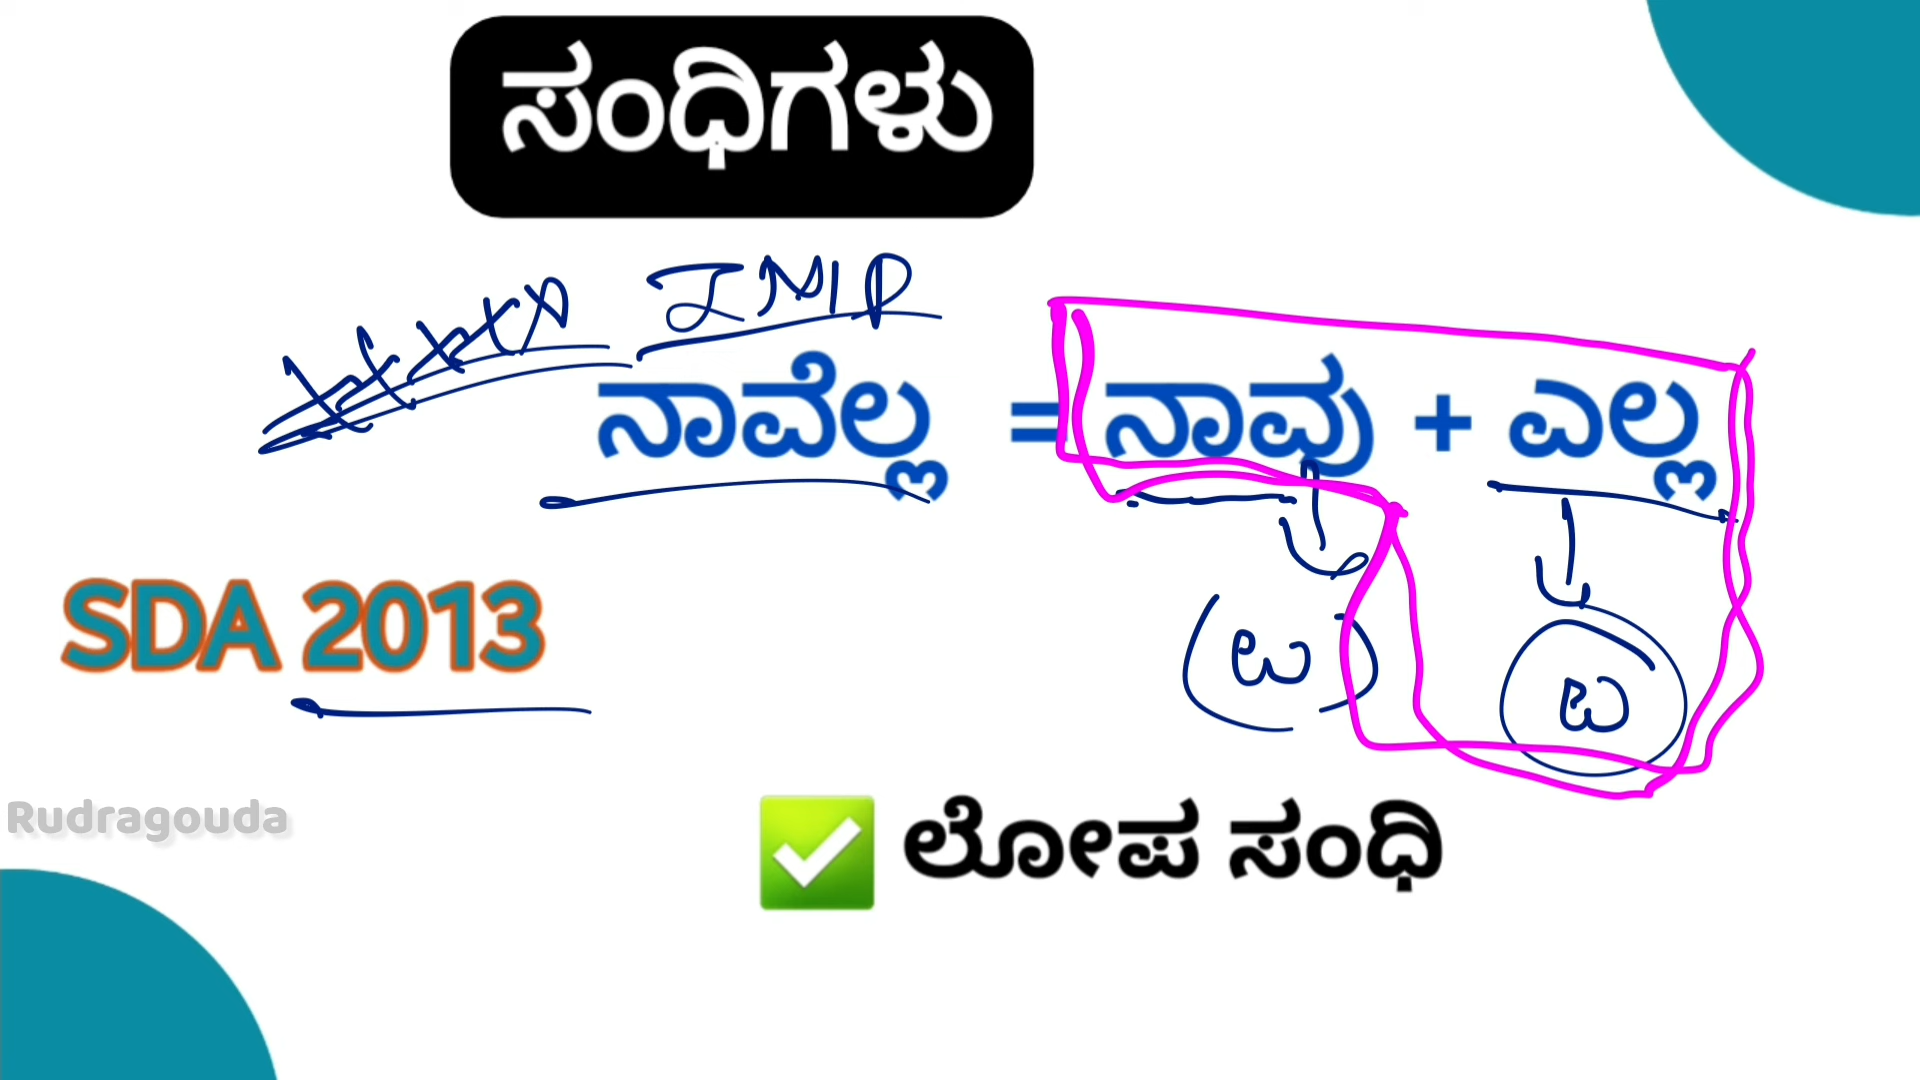 ಸಂಧಿಗಳು
IMP
ನಾವೆಲ್ಲ = ನಾವು + ಎಲ್ಲ
SDA 2013
Rudragouda
✅ ಲೋಪ ಸಂಧಿ